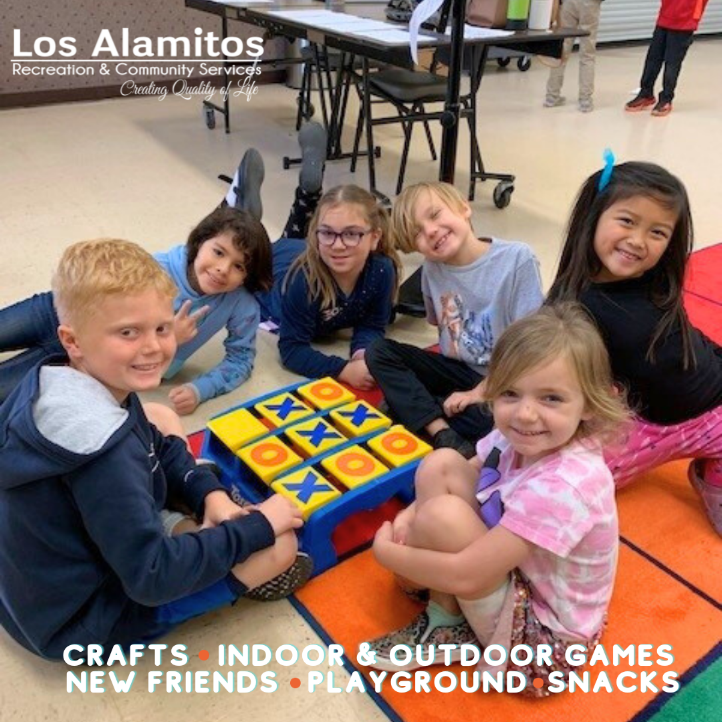 Los Alamitos
Recreation & Community Services
Creating Quality of Life
X O X
X O
O X O
X
CRAFTS • INDOOR & OUTDOOR GAMES
NEW FRIENDS • PLAYGROUND • SNACKS